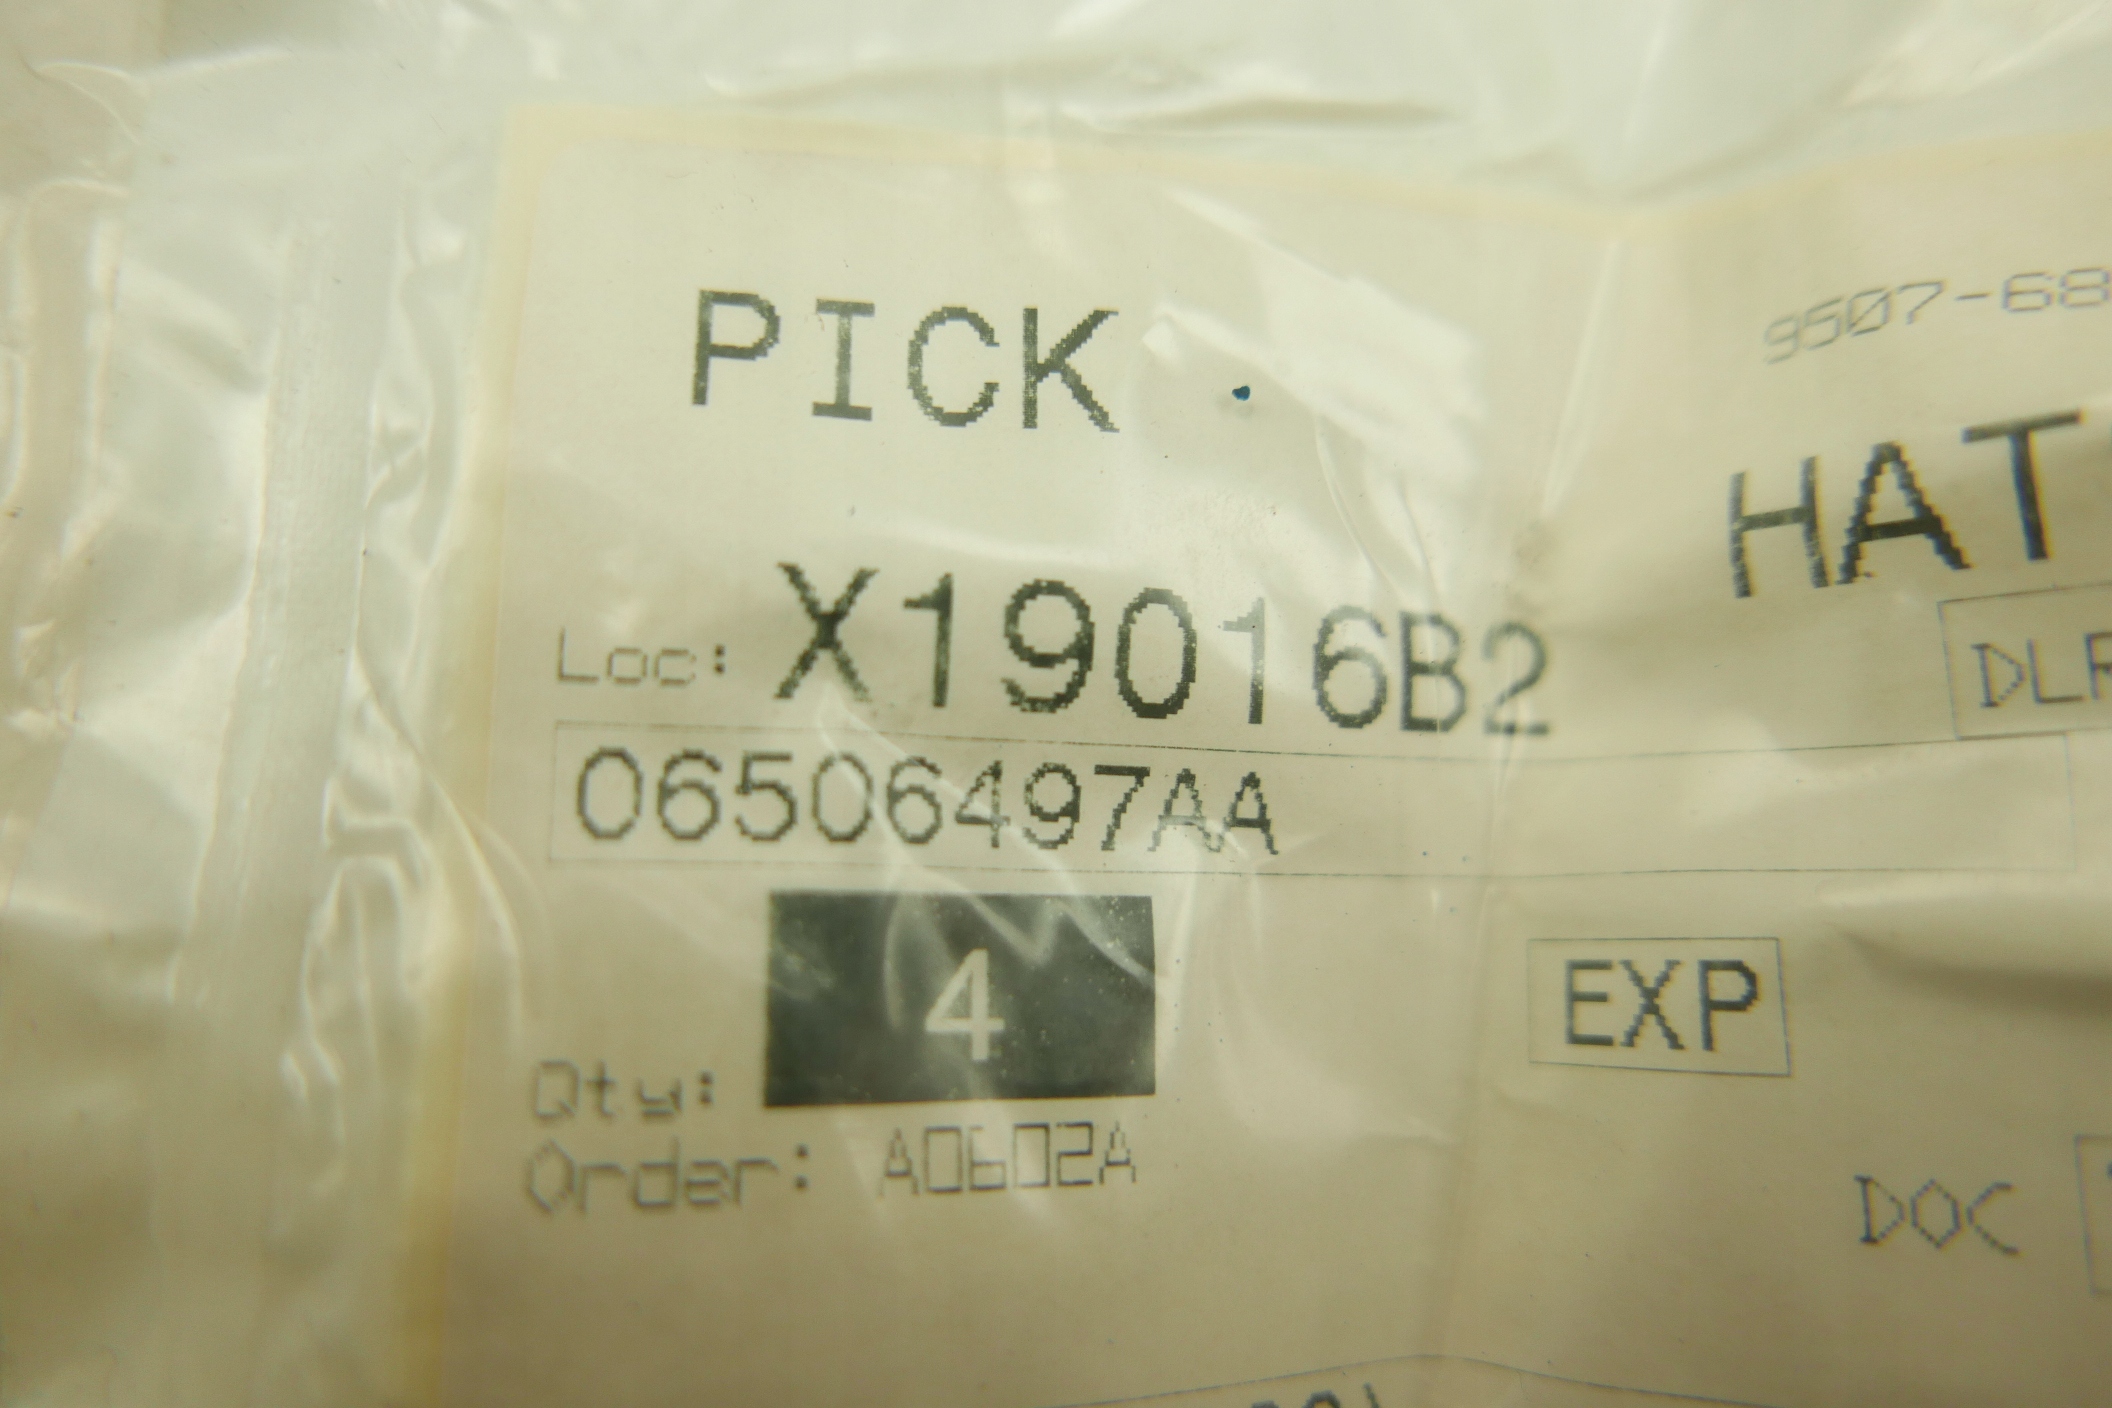 PICK
9507-68
HAT
Loc: X19016B2
DLR
06506497AA
4
EXP
Qty:
Order: A0602A
DOC